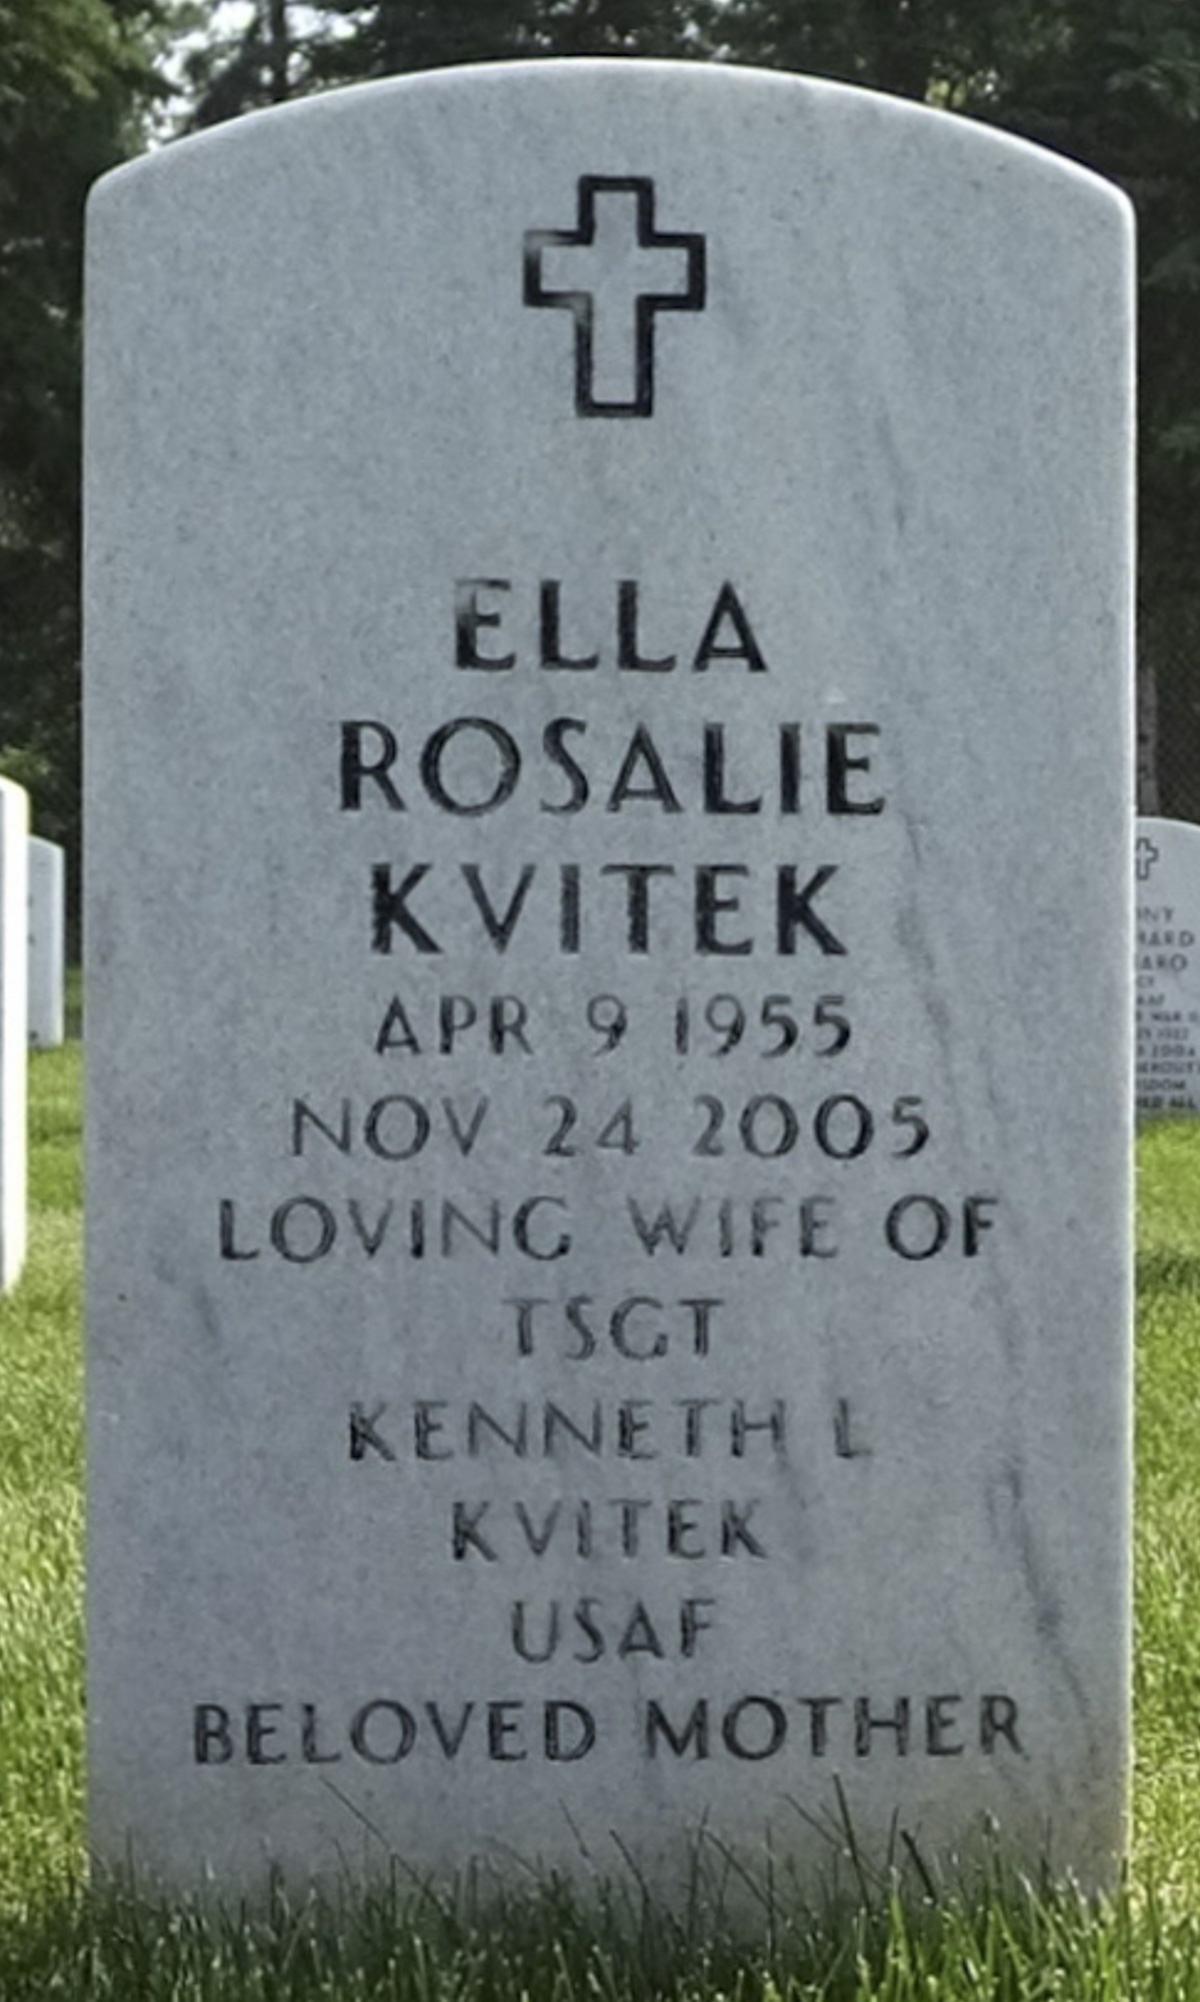 ELLA
ROSALIE
KVITEK
APR 9 1955
NOV 24 2005
LOVING WIFE OF
TSGT
KENNETH L
KVITEK
USAF
BELOVED MOTHER